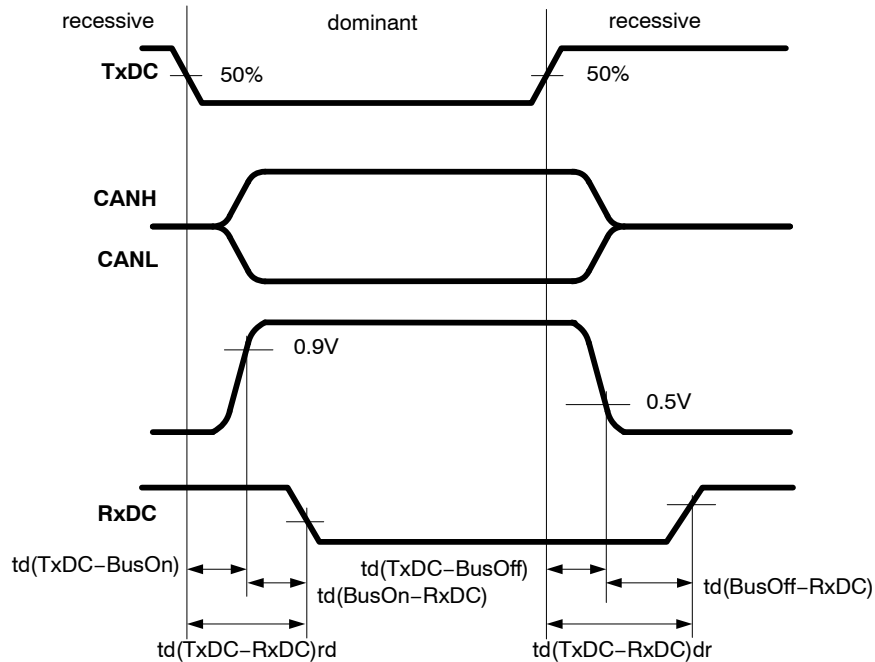 recessive dominant recessive
TxDC 50% 50%
CANH
CANL
0.9V
0.5V
RxDC
td(TxDC−BusOn) td(TxDC−BusOff)
td(BusOn−RxDC) td(BusOff−RxDC)
td(TxDC−RxDC)rd td(TxDC−RxDC)dr